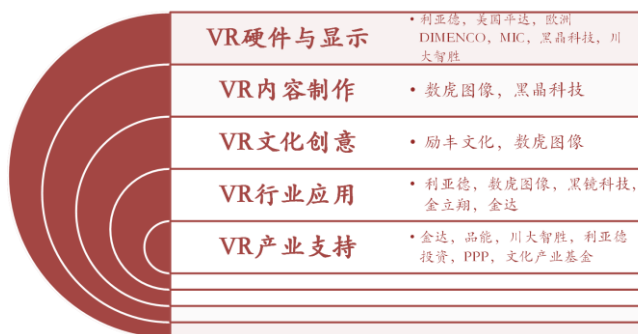 VR硬件与显示
• 利亚德，美国平达，欧洲
DIMENCO，MIC，黑晶科技，川
大智胜
VR内容制作
• 数虎图像，黑晶科技
VR文化创意
• 励丰文化，数虎图像
VR行业应用
• 利亚德，数虎图像，黑镜科技，
金立翔，金达
VR产业支持
• 金达，品能，川大智胜，利亚德
投资，PPP，文化产业基金